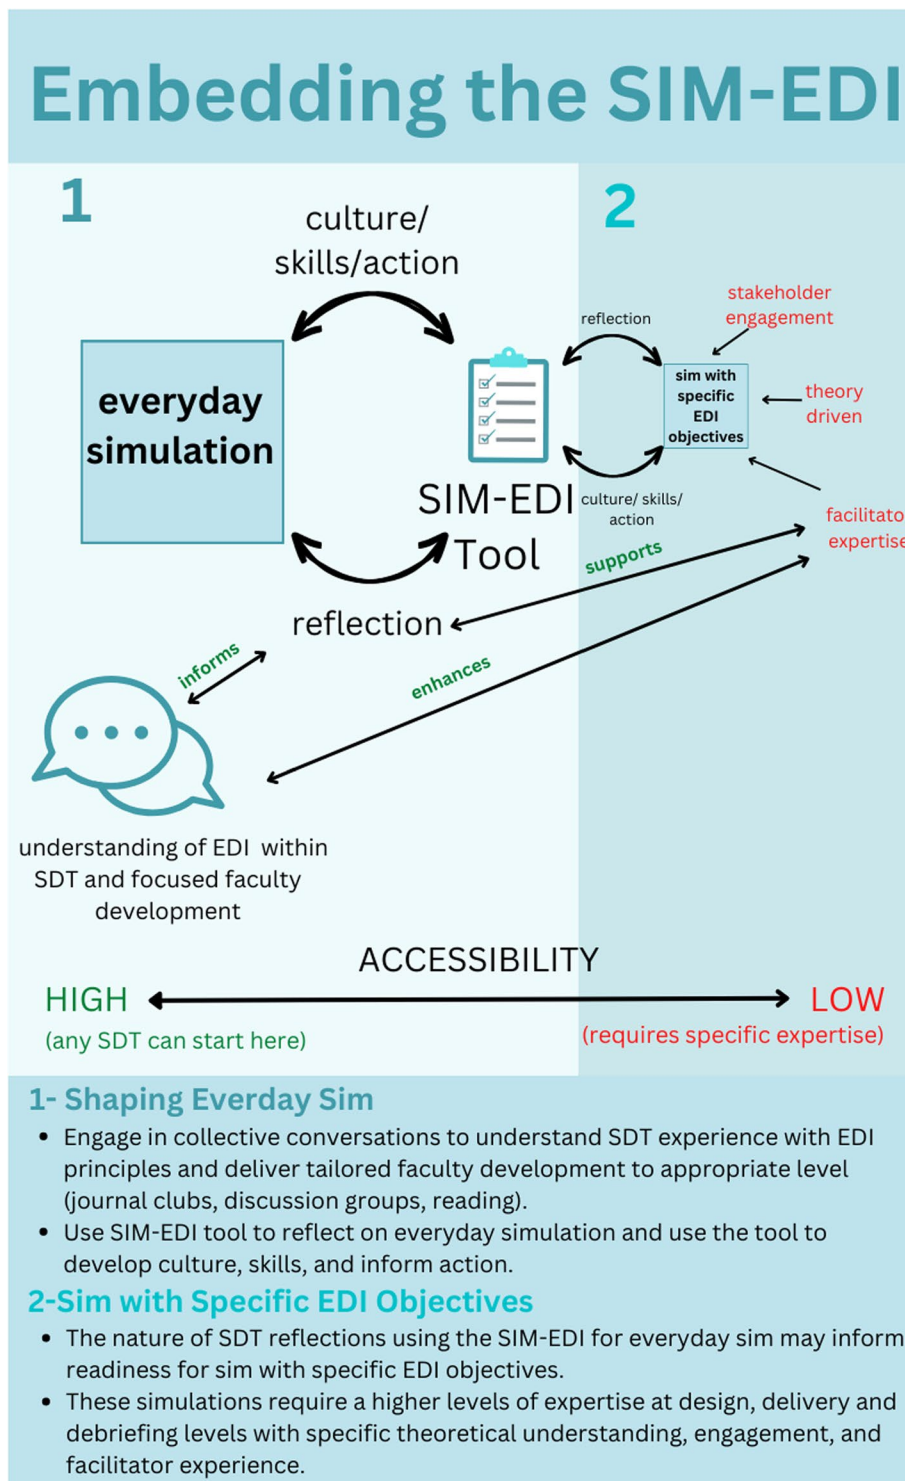 Embedding the SIM-EDI
1
culture/
skills/action
everyday
simulation
SIM-EDI
Tool
reflection
informs
supports
enhances
understanding of EDI within
SDT and focused faculty
development
2
reflection
stakeholder
engagement
sim with
specific
EDI
objectives
theory
driven
culture/ skills/
action
facilitato
expertise
ACCESSIBILITY
HIGH
LOW
(any SDT can start here)
(requires specific expertise)
1- Shaping Everday Sim
• Engage in collective conversations to understand SDT experience with EDI
principles and deliver tailored faculty development to appropriate level
(journal clubs, discussion groups, reading).
• Use SIM-EDI tool to reflect on everyday simulation and use the tool to
develop culture, skills, and inform action.
2-Sim with Specific EDI Objectives
• The nature of SDT reflections using the SIM-EDI for everyday sim may inform
readiness for sim with specific EDI objectives.
• These simulations require a higher levels of expertise at design, delivery and
debriefing levels with specific theoretical understanding, engagement, and
facilitator experience.